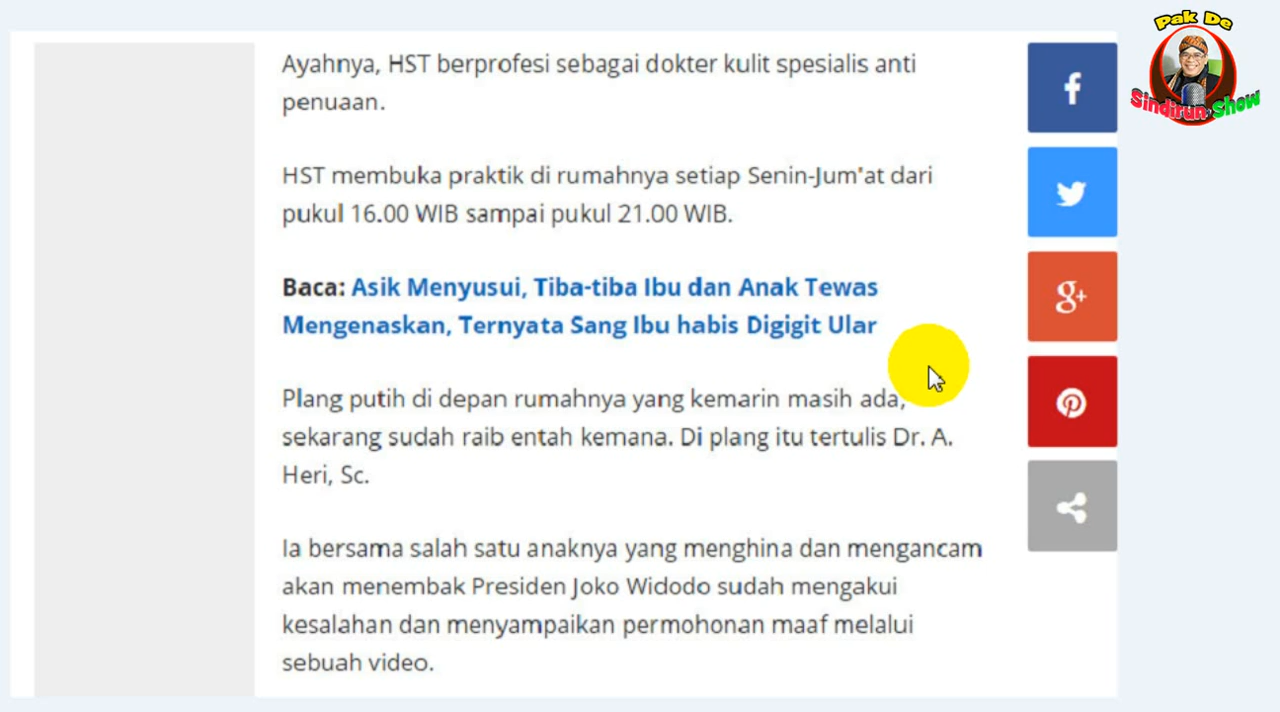 Pak De
Sindirun Show
Ayahnya, HST berprofesi sebagai dokter kulit spesialis anti
penuaan.
HST membuka praktik di rumahnya setiap Senin-Jum'at dari
pukul 16.00 WIB sampai pukul 21.00 WIB.
Baca: Asik Menyusui, Tiba-tiba Ibu dan Anak Tewas
Mengenaskan, Ternyata Sang Ibu habis Digigit Ular
Plang putih di depan rumahnya yang kemarin masih ada,
sekarang sudah raib entah kemana. Di plang itu tertulis Dr. A.
Heri, Sc.
Ia bersama salah satu anaknya yang menghina dan mengancam
akan menembak Presiden Joko Widodo sudah mengakui
kesalahan dan menyampaikan permohonan maaf melalui
sebuah video.
f
g+